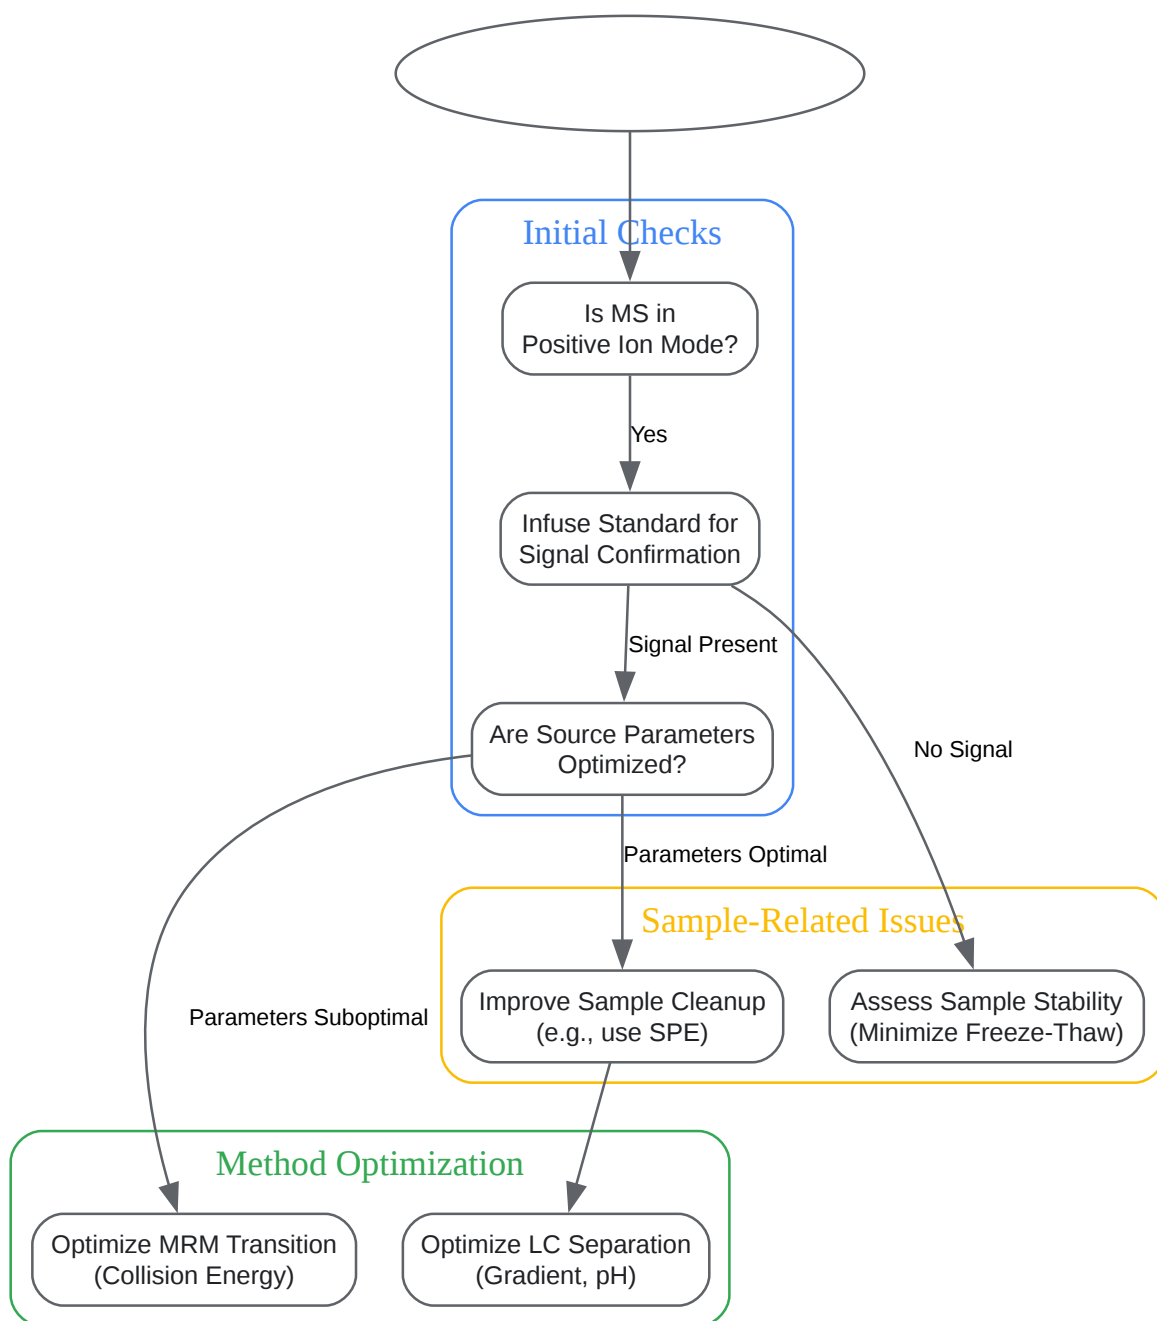 Initial Checks
Is MS in
Positive Ion Mode?
Yes
Infuse Standard for
Signal Confirmation
Signal Present
Are Source Parameters
Optimized?
No Signal
Parameters Optimal
Sample-Related Issues
Improve Sample Cleanup
(e.g., use SPE)
Assess Sample Stability
(Minimize Freeze-Thaw)
Parameters Suboptimal
Method Optimization
Optimize MRM Transition
(Collision Energy)
Optimize LC Separation
(Gradient, pH)